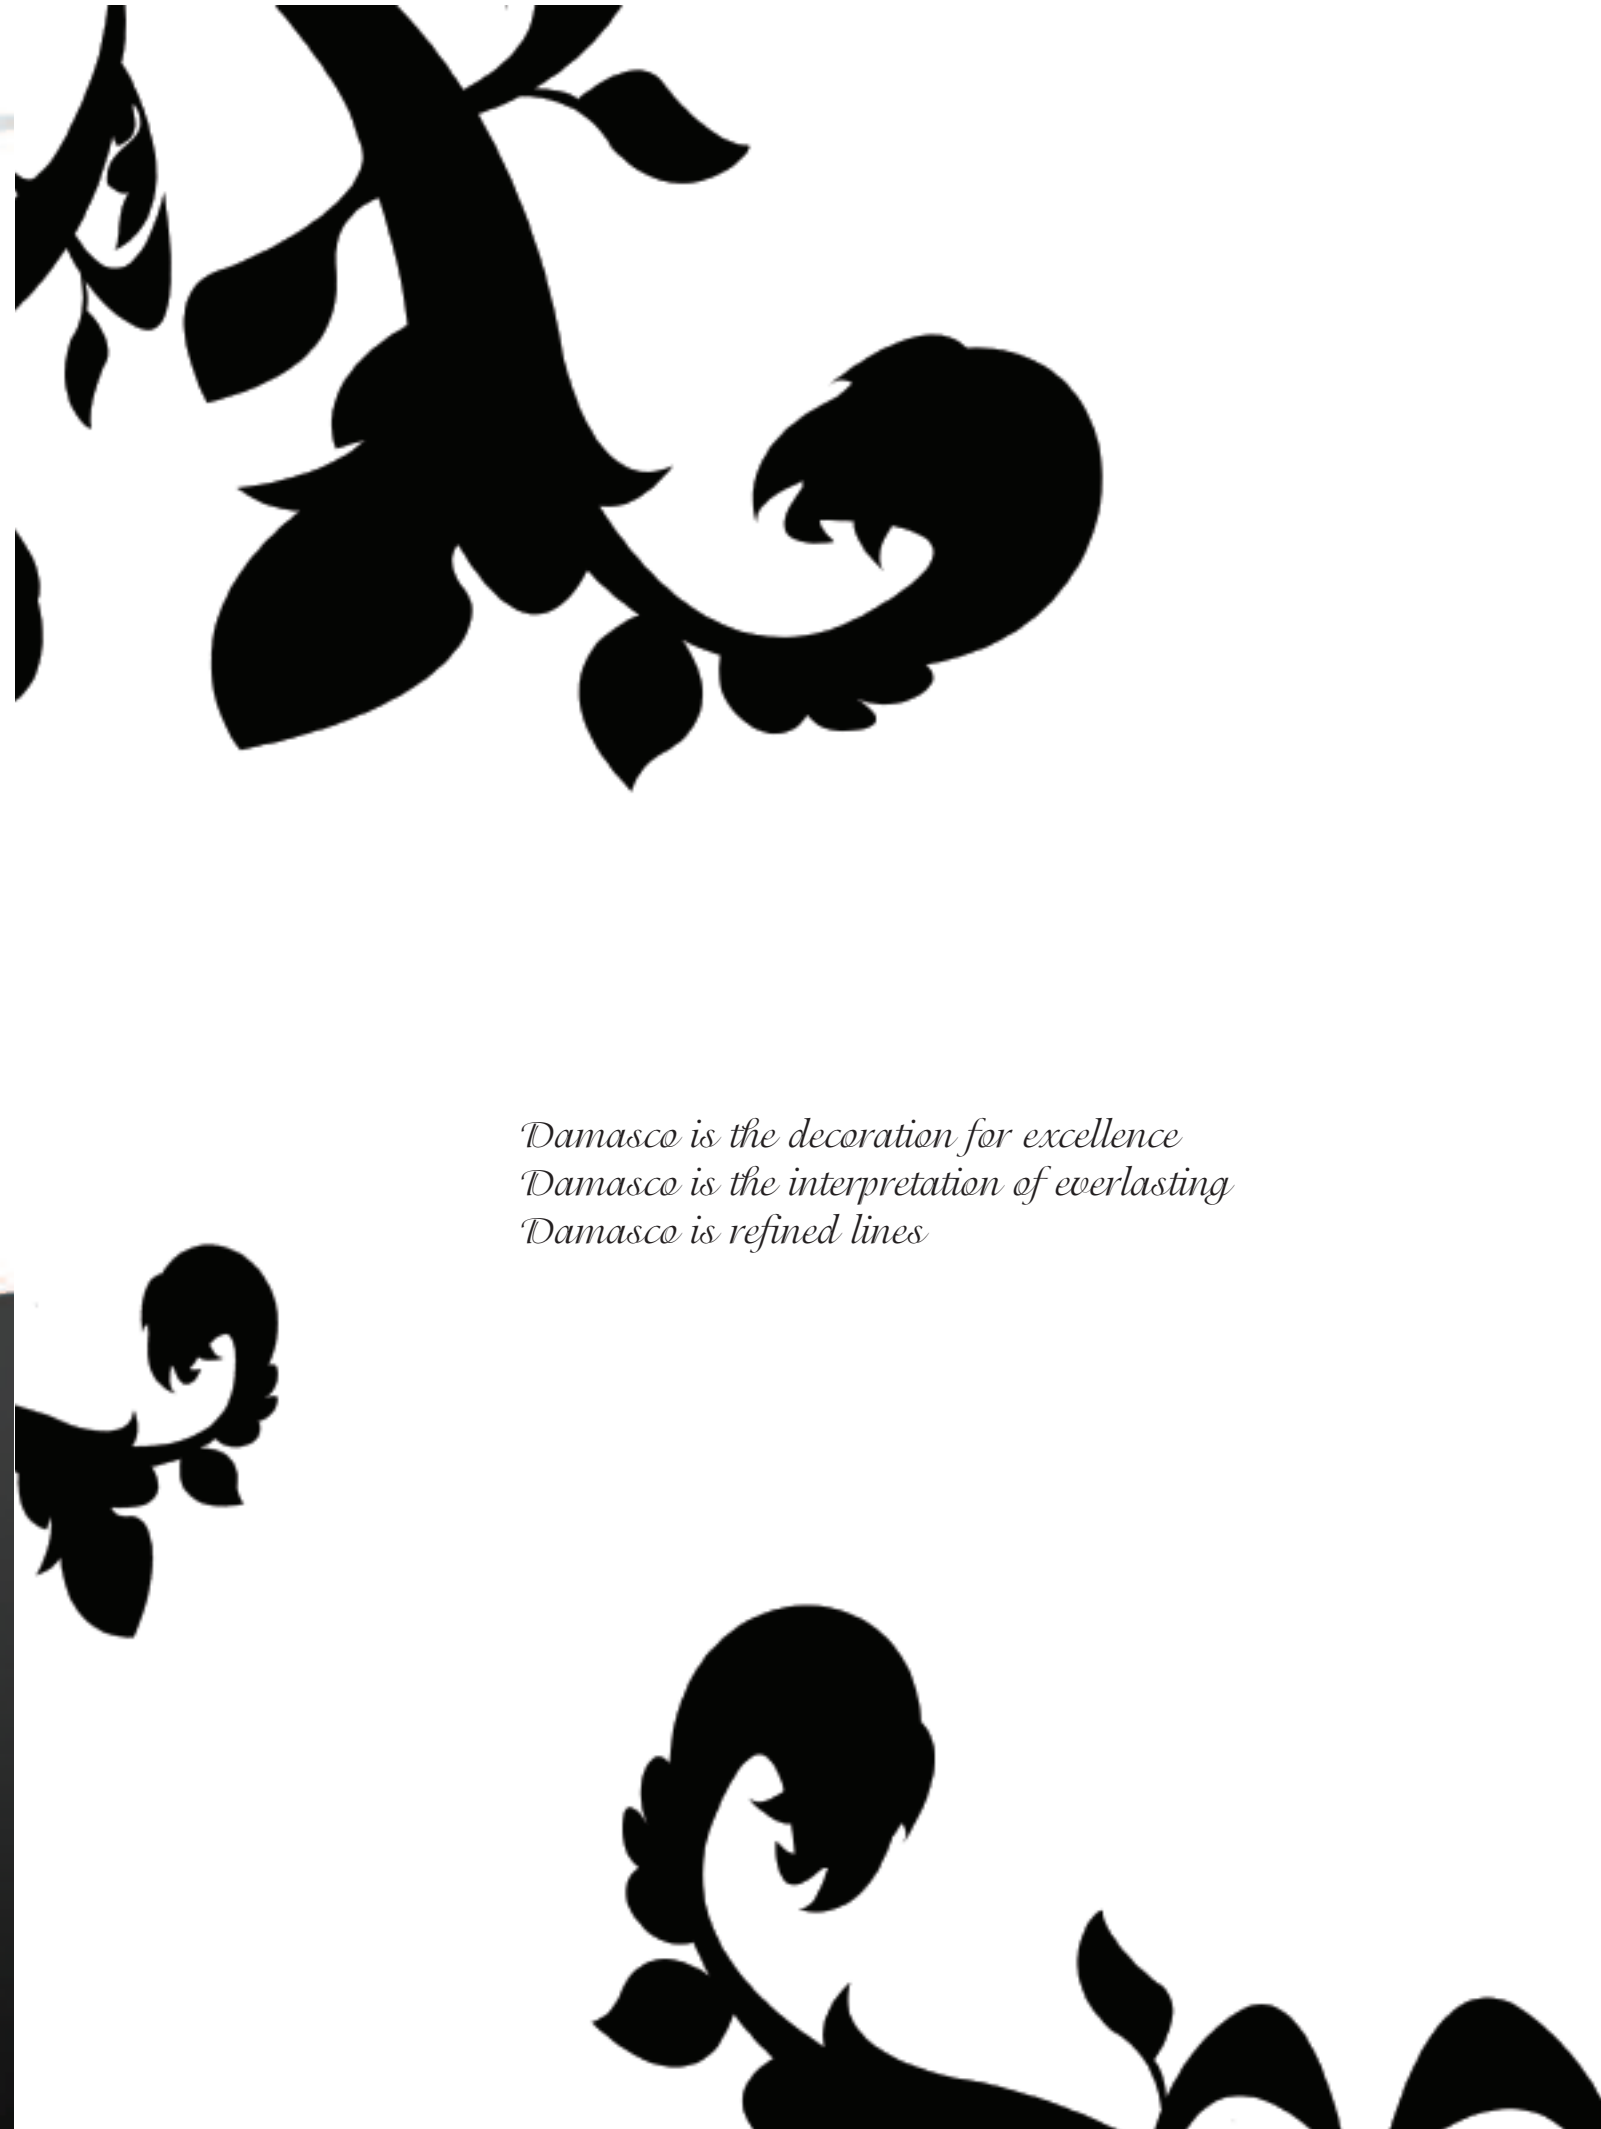 Damasco is the decoration for excellence
Damasco is the interpretation of everlasting
Damasco is refined lines